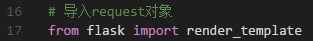 16 # 导入request对象
17 from flask import render_template